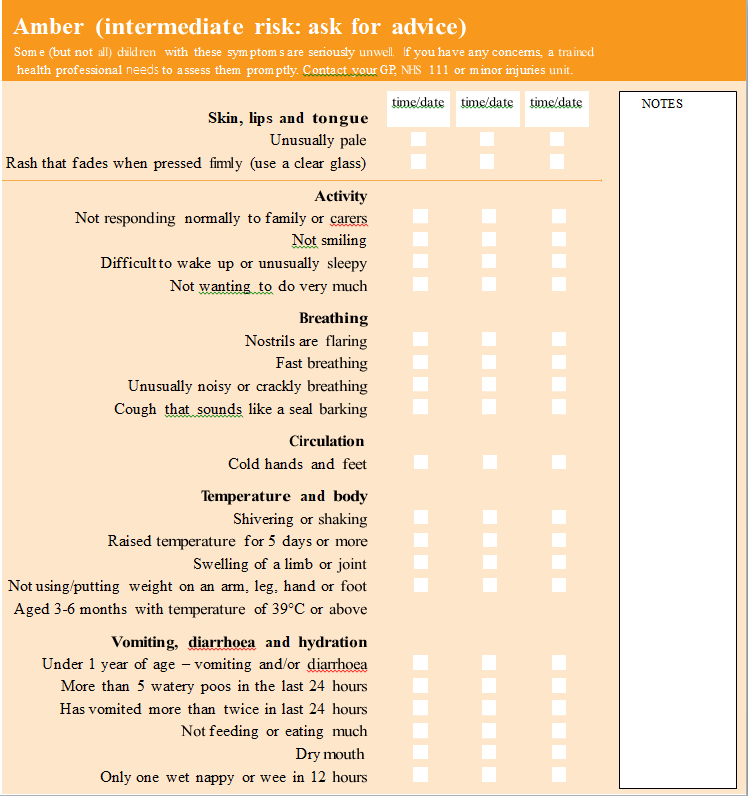 Amber (intermediate risk: ask for advice)
Some (but not all) children with these symptoms are seriously unwell. If you have any concerns, a trained
health professional needs to assess them promptly. Contact your GP, NHS 111 or minor injuries unit.
time/date time/date time/date NOTES
Skin, lips and tongue
Unusually pale
Rash that fades when pressed firmly (use a clear glass)
Activity
Not responding normally to family or carers
Not smiling
Difficult to wake up or unusually sleepy
Not wanting to do very much
Breathing
Nostrils are flaring
Fast breathing
Unusually noisy or crackly breathing
Cough that sounds like a seal barking
Circulation
Cold hands and feet
Temperature and body
Shivering or shaking
Raised temperature for 5 days or more
Swelling of a limb or joint
Not using/putting weight on an arm, leg, hand or foot
Aged 3-6 months with temperature of 39°C or above
Vomiting, diarrhoea and hydration
Under 1 year of age – vomiting and/or diarrhoea
More than 5 watery poos in the last 24 hours
Has vomited more than twice in last 24 hours
Not feeding or eating much
Dry mouth
Only one wet nappy or wee in 12 hours